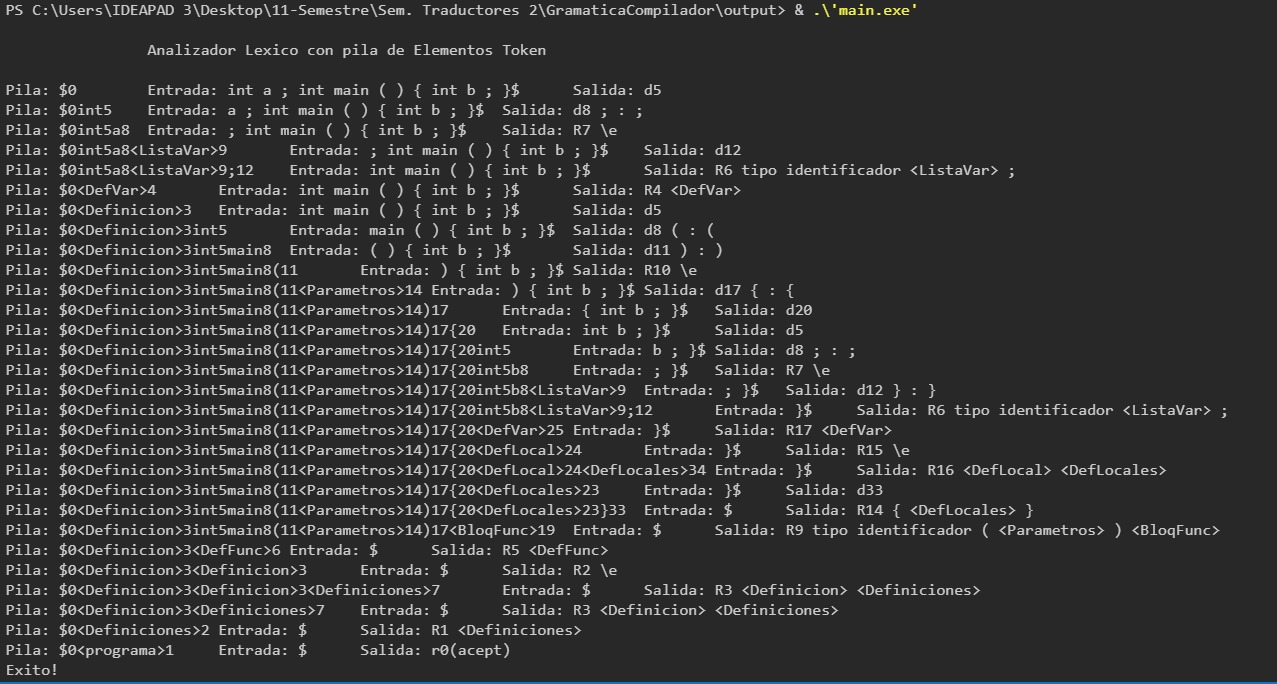 PS C:\Users\IDEAPAD 3\Desktop\11-Semestre\Sem. Traductores 2\GramaticaCompilador\output> & .\'main.exe'
Analizador Lexico con pila de Elementos Token
Pila: $0 Entrada: int a ; int main ( ) { int b ; }$ Salida: d5
Pila: $0int5 Entrada: a ; int main ( ) { int b ; }$ Salida: d8 ; : ;
Pila: $0int5a8 Entrada: ; int main ( ) { int b ; }$ Salida: R7 \e
Pila: $0int5a8<ListaVar>9 Entrada: ; int main ( ) { int b ; }$ Salida: d12
Pila: $0int5a8<ListaVar>9;12 Entrada: int main ( ) { int b ; }$ Salida: R6 tipo identificador <ListaVar> ;
Pila: $0<DefVar>4 Entrada: int main ( ) { int b ; }$ Salida: R4 <DefVar>
Pila: $0<Definicion>3 Entrada: int main ( ) { int b ; }$ Salida: d5
Pila: $0<Definicion>3int5 Entrada: main ( ) { int b ; }$ Salida: d8 ( : (
Pila: $0<Definicion>3int5main8 Entrada: ( ) { int b ; }$ Salida: d11 ) : )
Pila: $0<Definicion>3int5main8(11 Entrada: ) { int b ; }$ Salida: R10 \e
Pila: $0<Definicion>3int5main8(11<Parametros>14 Entrada: ) { int b ; }$ Salida: d17 { : {
Pila: $0<Definicion>3int5main8(11<Parametros>14)17 Entrada: { int b ; }$ Salida: d20
Pila: $0<Definicion>3int5main8(11<Parametros>14)17{20 Entrada: int b ; }$ Salida: d5
Pila: $0<Definicion>3int5main8(11<Parametros>14)17{20int5 Entrada: b ; }$ Salida: d8 ; : ;
Pila: $0<Definicion>3int5main8(11<Parametros>14)17{20int5b8 Entrada: ; }$ Salida: R7 \e
Pila: $0<Definicion>3int5main8(11<Parametros>14)17{20int5b8<ListaVar>9 Entrada: ; }$ Salida: d12 } : }
Pila: $0<Definicion>3int5main8(11<Parametros>14)17{20int5b8<ListaVar>9;12 Entrada: }$ Salida: R6 tipo identificador <ListaVar> ;
Pila: $0<Definicion>3int5main8(11<Parametros>14)17{20<DefVar>25 Entrada: }$ Salida: R17 <DefVar>
Pila: $0<Definicion>3int5main8(11<Parametros>14)17{20<DefLocal>24 Entrada: }$ Salida: R15 \e
Pila: $0<Definicion>3int5main8(11<Parametros>14)17{20<DefLocal>24<DefLocales>34 Entrada: }$ Salida: R16 <DefLocal> <DefLocales>
Pila: $0<Definicion>3int5main8(11<Parametros>14)17{20<DefLocales>23 Entrada: }$ Salida: d33
Pila: $0<Definicion>3int5main8(11<Parametros>14)17{20<DefLocales>23}33 Entrada: $ Salida: R14 { <DefLocales> }
Pila: $0<Definicion>3int5main8(11<Parametros>14)17<BloqFunc>19 Entrada: $ Salida: R9 tipo identificador ( <Parametros> ) <BloqFunc>
Pila: $0<Definicion>3<DefFunc>6 Entrada: $ Salida: R5 <DefFunc>
Pila: $0<Definicion>3<Definicion>3 Entrada: $ Salida: R2 \e
Pila: $0<Definicion>3<Definicion>3<Definiciones>7 Entrada: $ Salida: R3 <Definicion> <Definiciones>
Pila: $0<Definicion>3<Definiciones>7 Entrada: $ Salida: R3 <Definicion> <Definiciones>
Pila: $0<Definiciones>2 Entrada: $ Salida: R1 <Definiciones>
Pila: $0<programa>1 Entrada: $ Salida: r0(acept)
Exito!